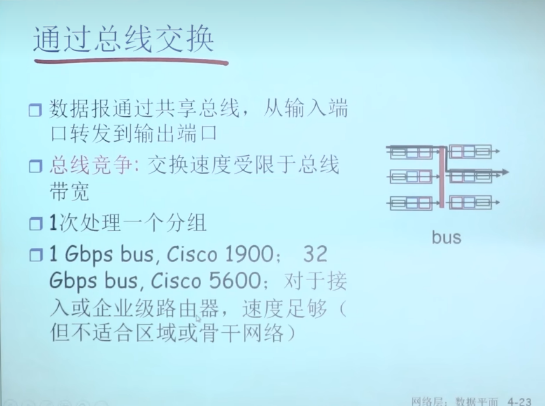 通过总线交换
数据报通过共享总线，从输入端
口转发到输出端口
总线竞争: 交换速度受限于总线
带宽
1次处理一个分组
1 Gbps bus, Cisco 1900； 32
Gbps bus, Cisco 5600；对于接
入或企业级路由器，速度足够（
但不适合区域或骨干网络）
bus
网络层：数据平面 4-23